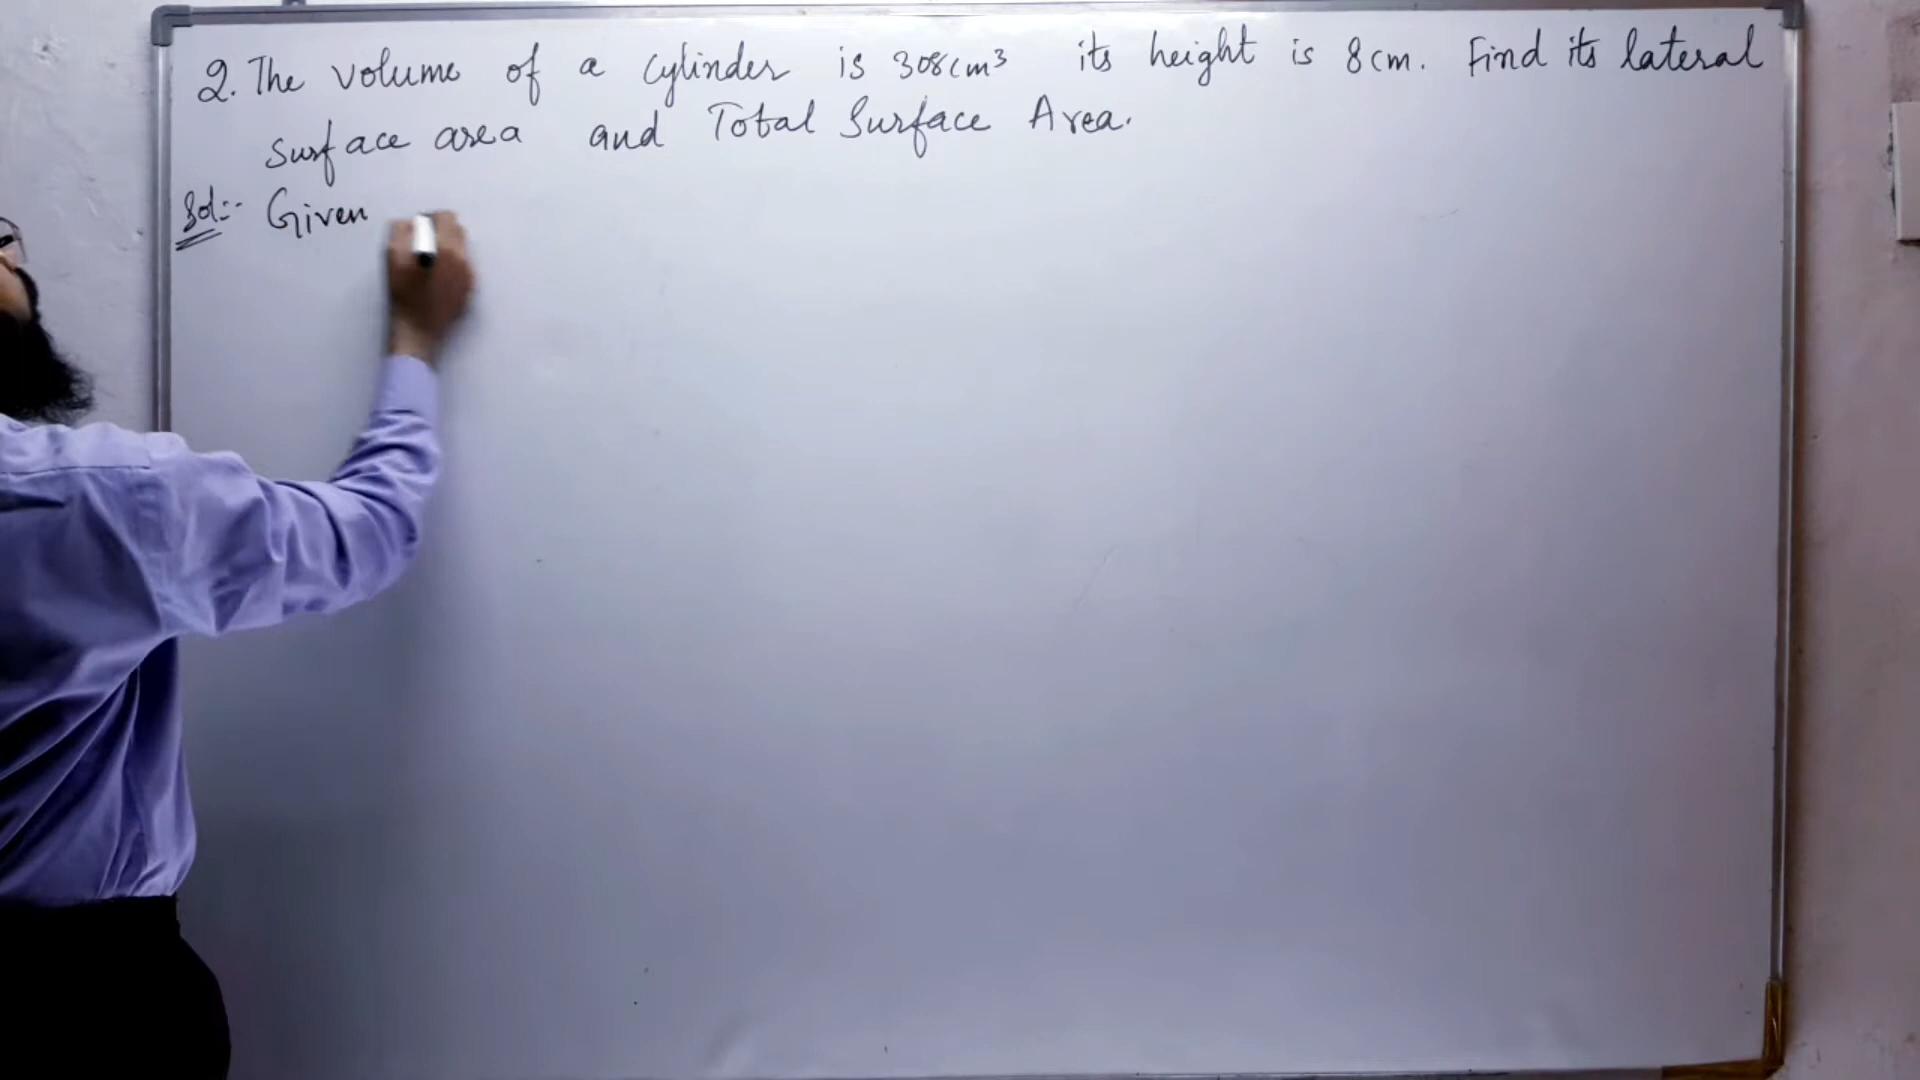 2. The volume of a cylinder is 308cm³ its height is 8cm. Find its lateral
surface area and Total Surface Area.
Sol:- Given